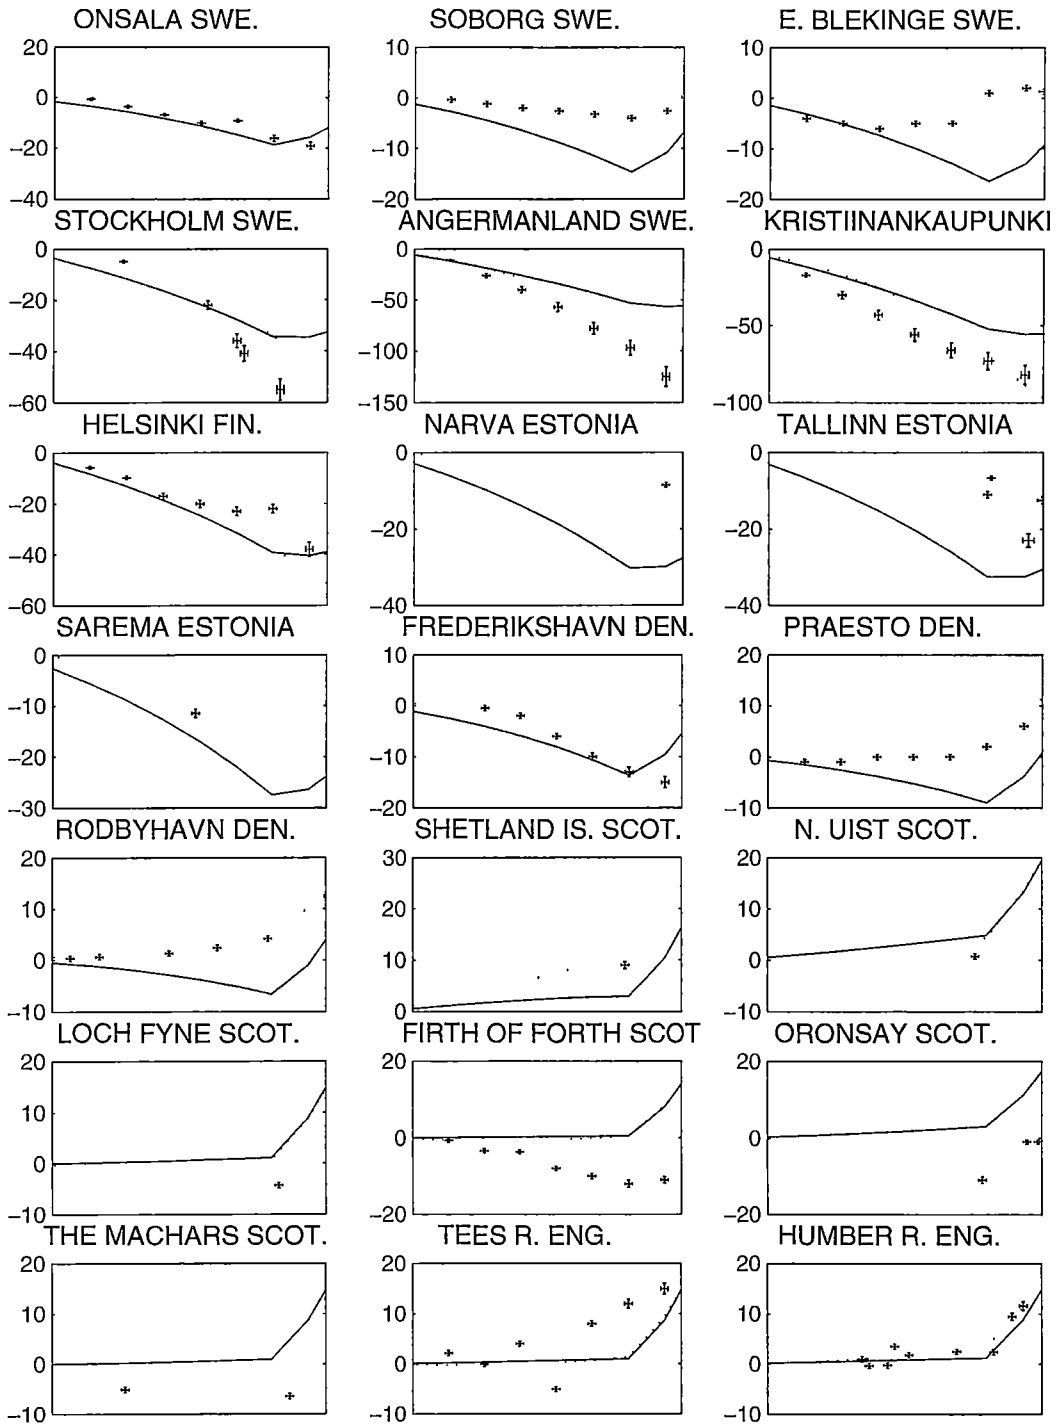 ONSALA SWE. SOBORG SWE. E. BLEKINGE SWE.
20 10 10
0 0 0
−20 −10 −10
−40 −20 −20
STOCKHOLM SWE. ANGERMANLAND SWE. KRISTIINANKAUPUNKI
0 0 0
−20 −50 −50
−40 −100
−60 −150 −100
HELSINKI FIN. NARVA ESTONIA TALLINN ESTONIA
0 0 0
−20 −20 −20
−40
−60 −40 −40
SAREMA ESTONIA FREDERIKSHAVN DEN. PRAESTO DEN.
0 10 20
−10 0 10
−20 −10 0
−30 −20 −10
RODBYHAVN DEN. SHETLAND IS. SCOT. N. UIST SCOT.
20 30 20
10 20 10
0 10 0
−10 0 −10
LOCH FYNE SCOT. FIRTH OF FORTH SCOT ORONSAY SCOT.
20 20 20
10 0 0
0
−10 −20 −20
THE MACHARS SCOT. TEES R. ENG. HUMBER R. ENG.
20 20 20
10 10 10
0 0 0
−10 −10 −10